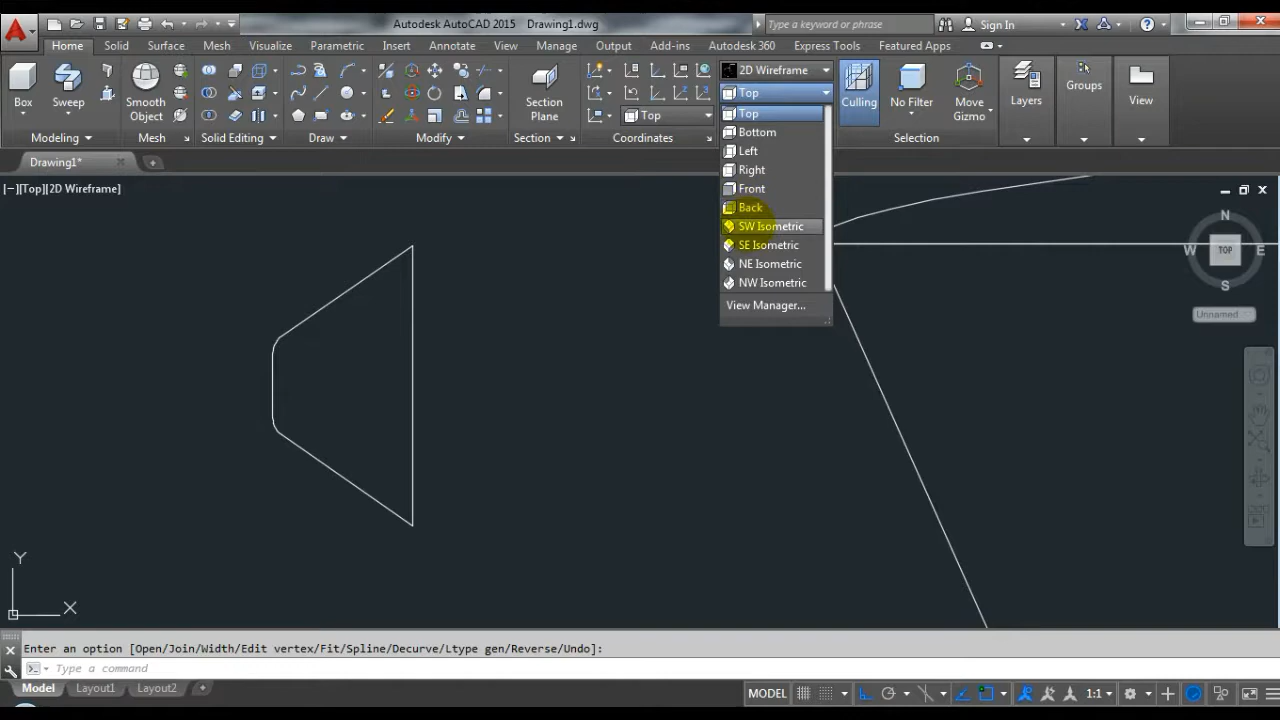 Autodesk AutoCAD 2015 Drawing1.dwg
Type a keyword or phrase
Sign In
Home Solid Surface Mesh Visualize Parametric Insert Annotate View Manage Output Add-ins Autodesk 360 Express Tools Featured Apps
2D Wireframe
Top
Box
Sweep
Smooth Object
Section Plane
Top
Culling
No Filter
Move Gizmo
Layers
Groups
View
Modeling
Mesh
Solid Editing
Draw
Modify
Section
Coordinates
Selection
Top
Bottom
Left
Right
Front
Back
SW Isometric
SE Isometric
NE Isometric
NW Isometric
View Manager...
Drawing1*
[−][Top][2D Wireframe]
N
W TOP E
S
Unnamed
Y
X
Enter an option [Open/Join/Width/Edit vertex/Fit/Spline/Decurve/Ltype gen/Reverse/Undo]:
Type a command
Model Layout1 Layout2 +
MODEL
1:1